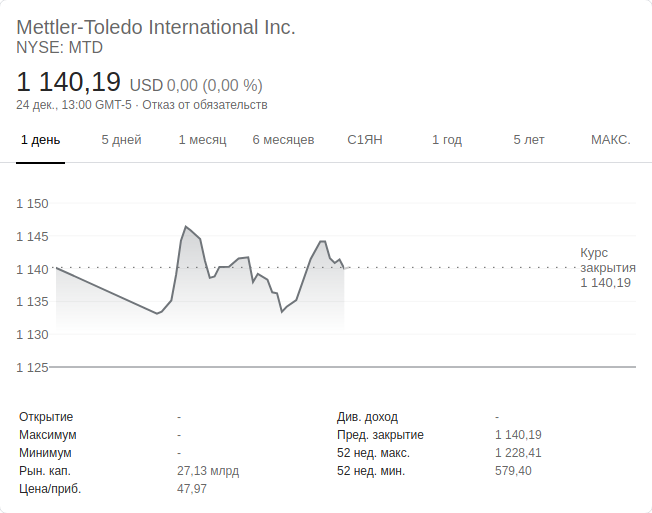 Mettler-Toledo International Inc.
NYSE: MTD
1 140,19 USD 0,00 (0,00 %)
24 дек., 13:00 GMT-5 · Отказ от обязательств
1 день 5 дней 1 месяц 6 месяцев С1ЯН 1 год 5 лет МАКС.
1 150
1 145
1 140
1 135
1 130
1 125
Курс
закрытия
1 140,19
Открытие - Див. доход -
Максимум - Пред. закрытие 1 140,19
Минимум - 52 нед. макс. 1 228,41
Рын. кап. 27,13 млрд 52 нед. мин. 579,40
Цена/приб. 47,97